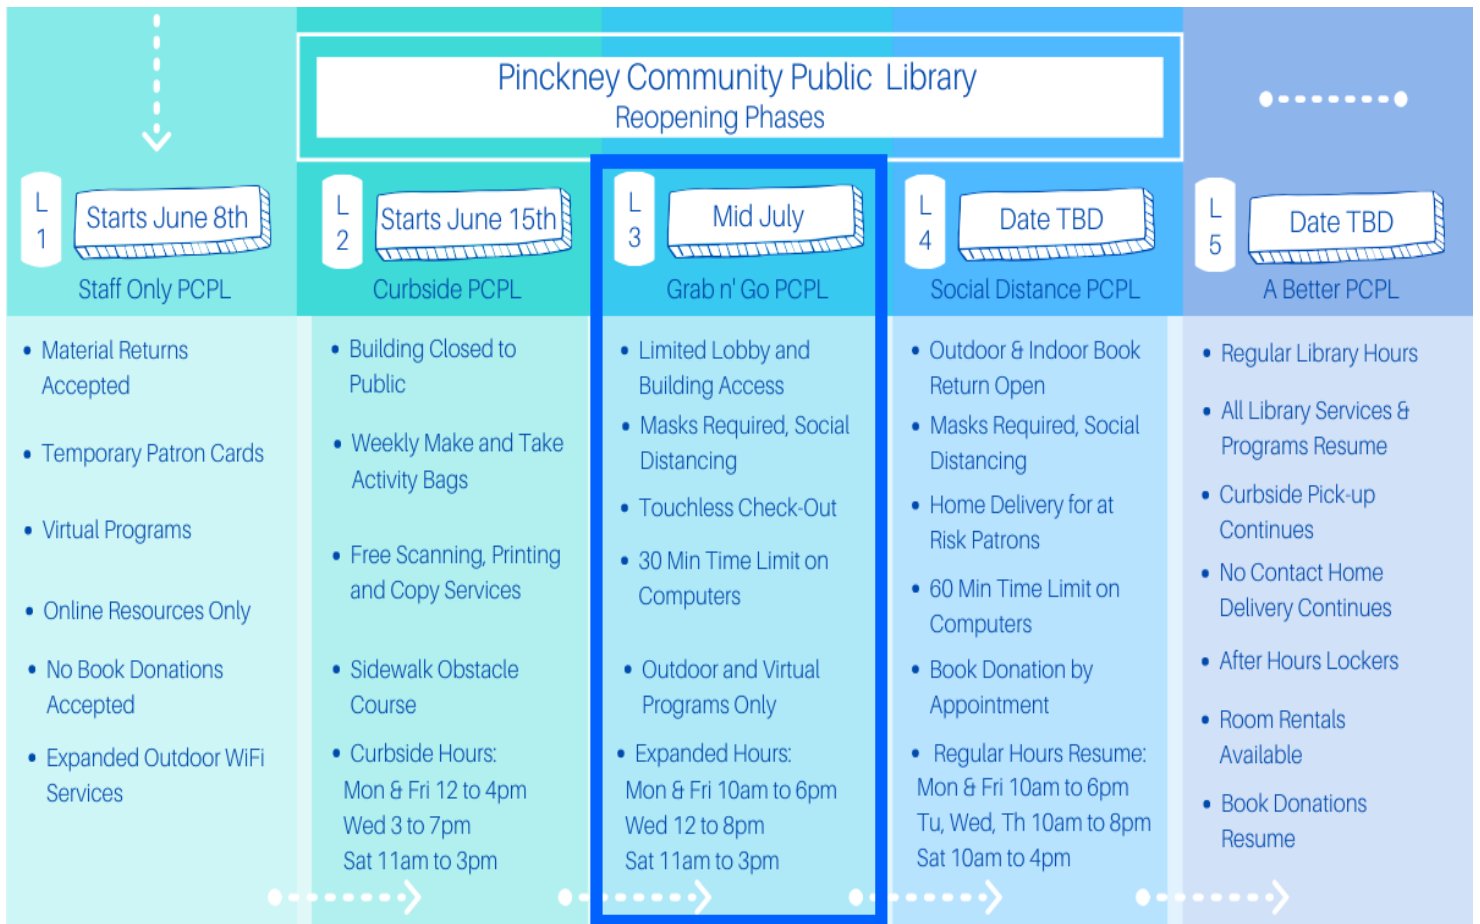 Pinckney Community Public Library
Reopening Phases
L
1
Starts June 8th
Staff Only PCPL
• Material Returns
Accepted
• Temporary Patron Cards
• Virtual Programs
• Online Resources Only
• No Book Donations
Accepted
• Expanded Outdoor WiFi
Services
L
2
Starts June 15th
Curbside PCPL
• Building Closed to
Public
• Weekly Make and Take
Activity Bags
• Free Scanning, Printing
and Copy Services
• Sidewalk Obstacle
Course
• Curbside Hours:
Mon & Fri 12 to 4pm
Wed 3 to 7pm
Sat 11am to 3pm
L
3
Mid July
Grab n' Go PCPL
• Limited Lobby and
Building Access
• Masks Required, Social
Distancing
• Touchless Check-Out
• 30 Min Time Limit on
Computers
• Outdoor and Virtual
Programs Only
• Expanded Hours:
Mon & Fri 10am to 6pm
Wed 12 to 8pm
Sat 11am to 3pm
L
4
Date TBD
Social Distance PCPL
• Outdoor & Indoor Book
Return Open
• Masks Required, Social
Distancing
• Home Delivery for at
Risk Patrons
• 60 Min Time Limit on
Computers
• Book Donation by
Appointment
• Regular Hours Resume:
Mon & Fri 10am to 6pm
Tu, Wed, Th 10am to 8pm
Sat 10am to 4pm
L
5
Date TBD
A Better PCPL
• Regular Library Hours
• All Library Services &
Programs Resume
• Curbside Pick-up
Continues
• No Contact Home
Delivery Continues
• After Hours Lockers
• Room Rentals
Available
• Book Donations
Resume